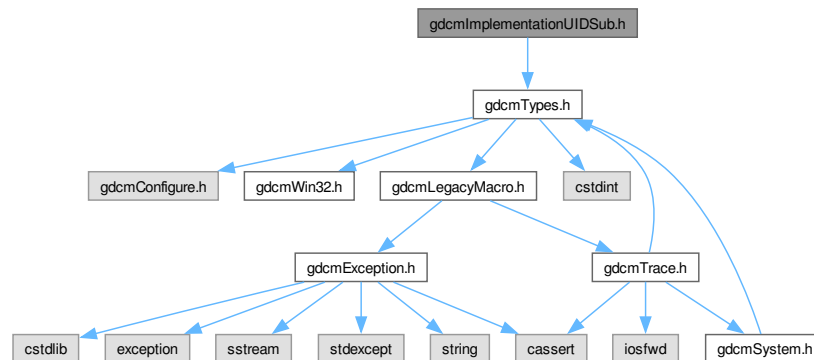 gdcmImplementationUIDSub.h
gdcmTypes.h
gdcmConfigure.h
gdcmWin32.h
gdcmLegacyMacro.h
cstdint
gdcmException.h
gdcmTrace.h
cstdlib
exception
sstream
stdexcept
string
cassert
iosfwd
gdcmSystem.h